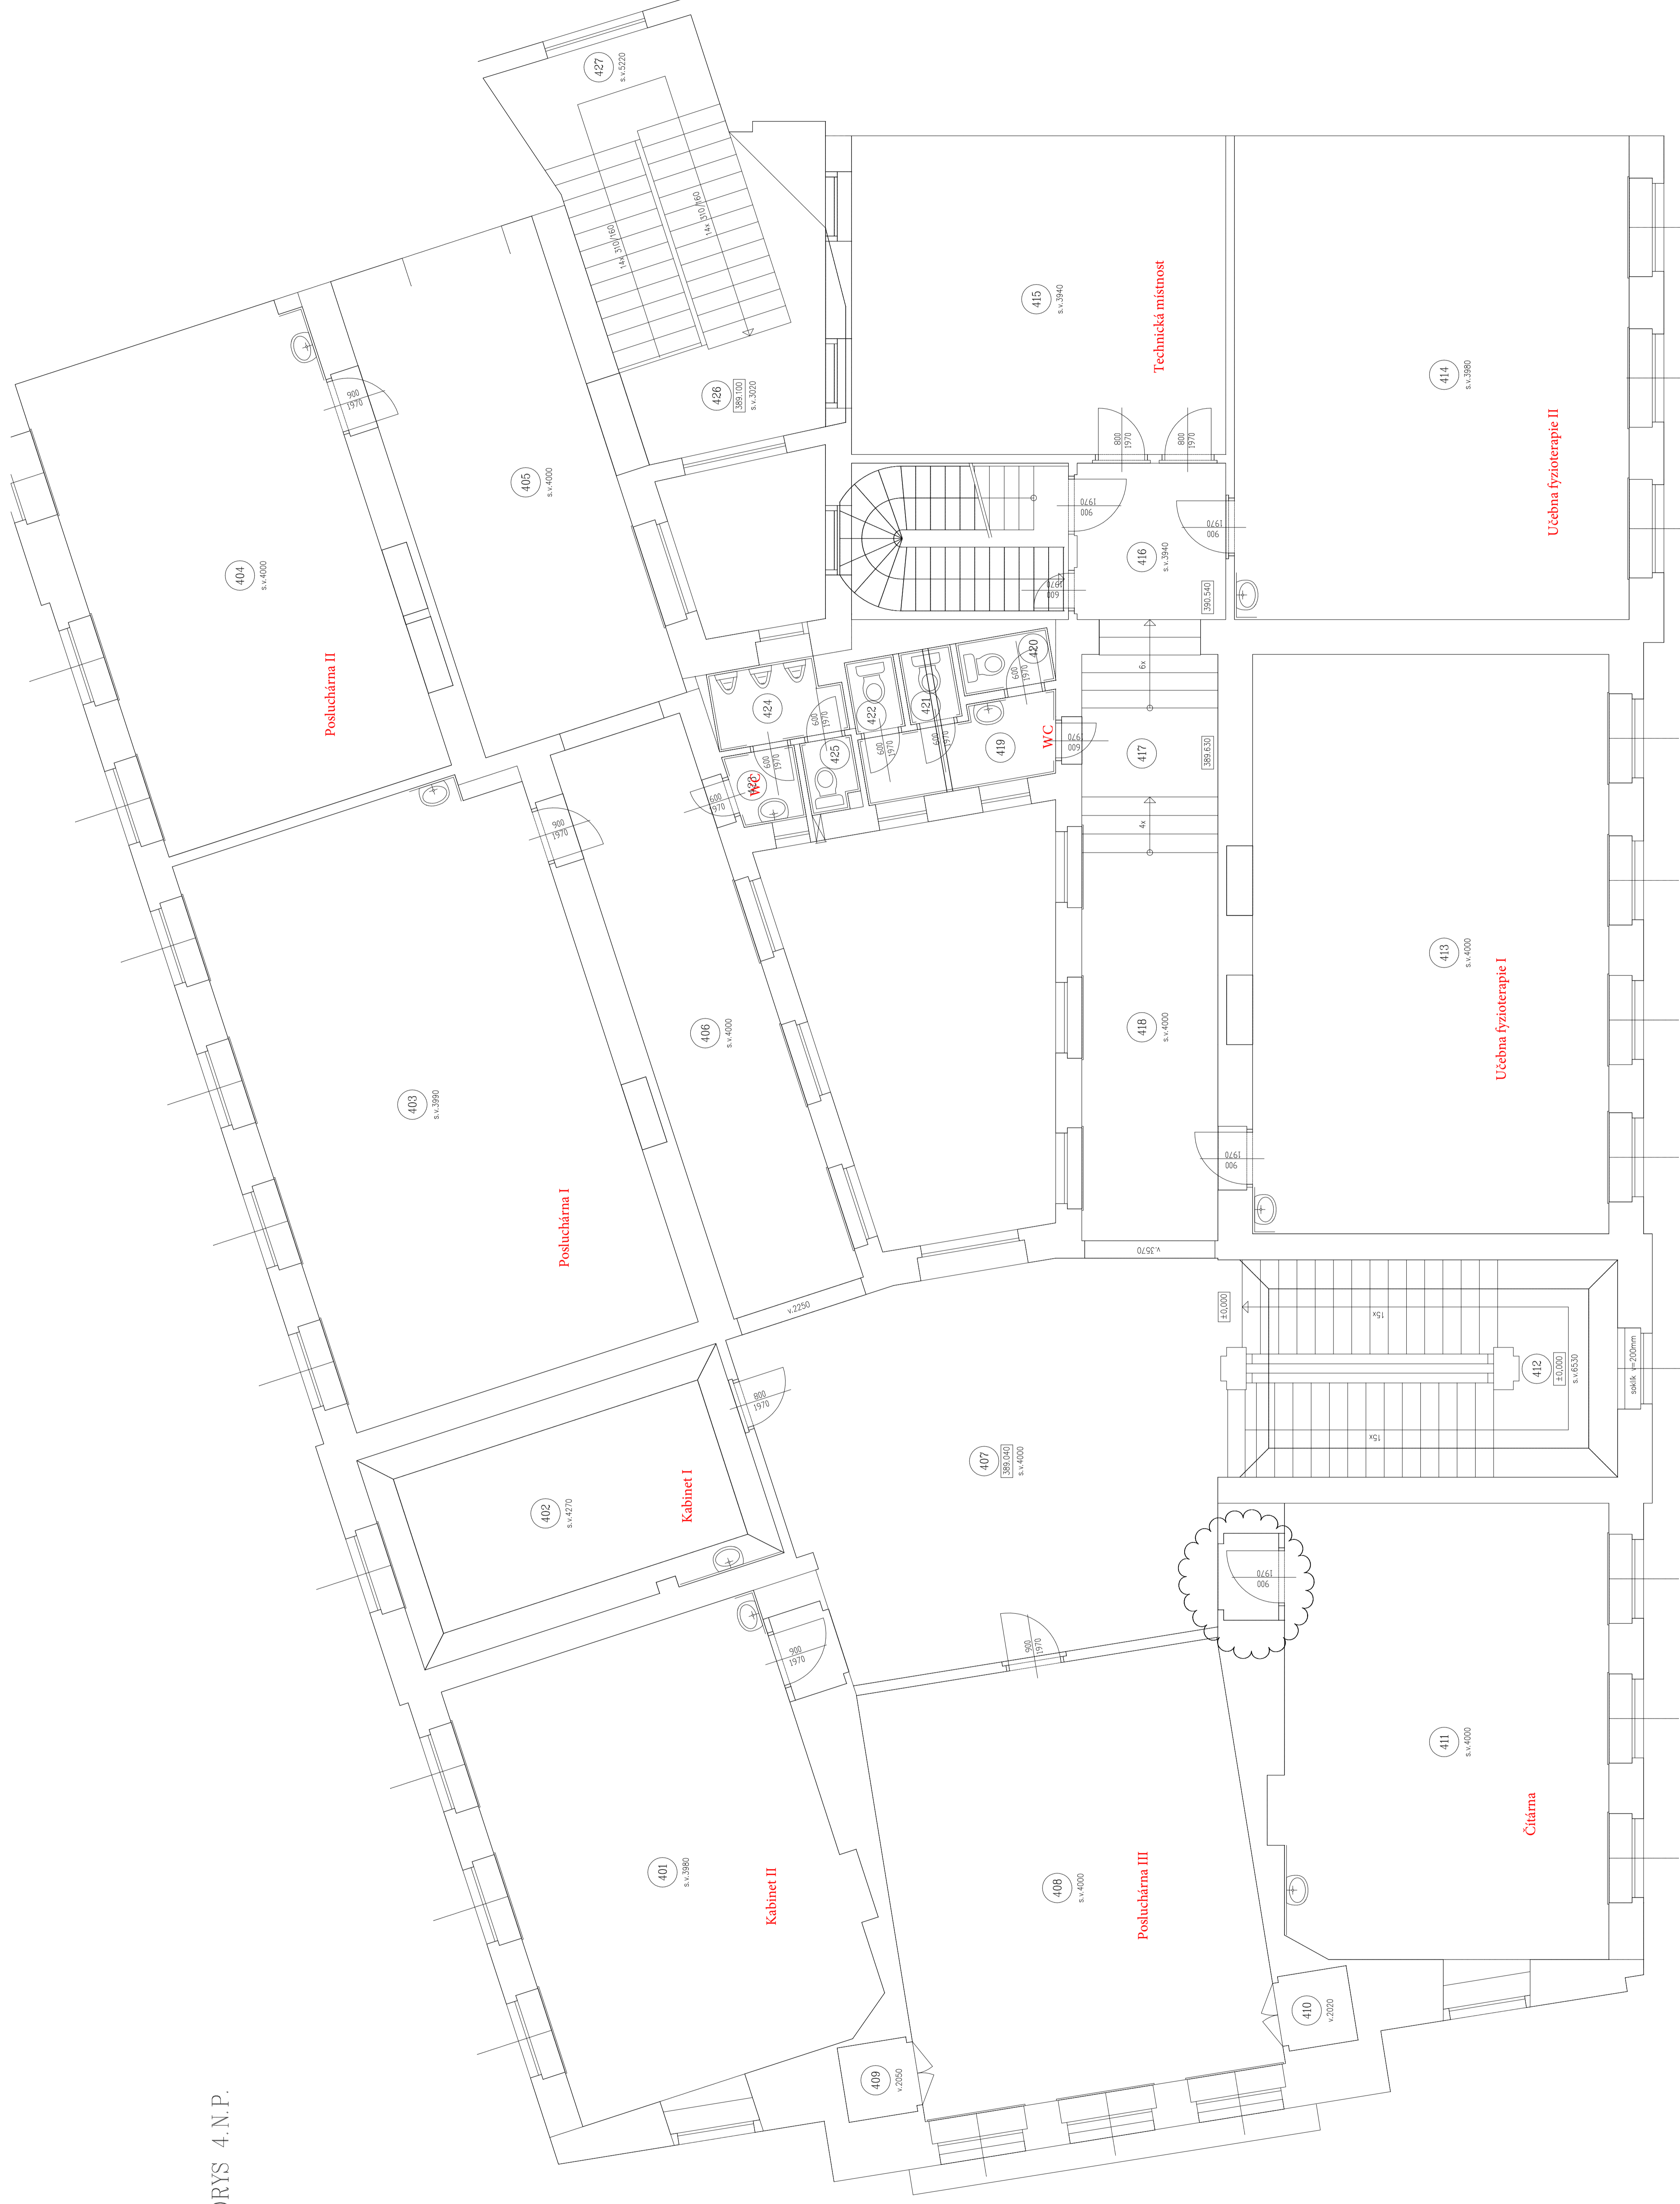 ORYS 4.N.P.
404
s.v.4000
Posluchárna II
900
1970
405
s.v.4000
403
s.v.3990
Posluchárna I
900
1970
402
s.v.4270
Kabinet I
800
1970
401
s.v.3980
Kabinet II
900
1970
406
s.v.4000
v.2250
427
s.v.5220
14x 310/160
14x 310/160
426
389.100
s.v.3020
424
600
1970
423
WC
600
1970
600
1970
425
422
600
1970
421
600
1970
420
600
1970
419
WC
600
1970
409
v.2050
408
s.v.4000
Posluchárna III
900
1970
407
389.040
s.v.4000
415
s.v.3940
Technická místnost
800
1970
800
1970
900
1970
600
1970
416
s.v.3940
390.540
900
1970
6x
417
389.630
4x
418
s.v.4000
v.3570
900
1970
414
s.v.3980
Učebna fyzioterapie II
413
s.v.4000
Učebna fyzioterapie I
±0,000
15x
15x
412
±0,000
s.v.6530
soklík v=200mm
900
1970
410
v.2020
411
s.v.4000
Čítárna